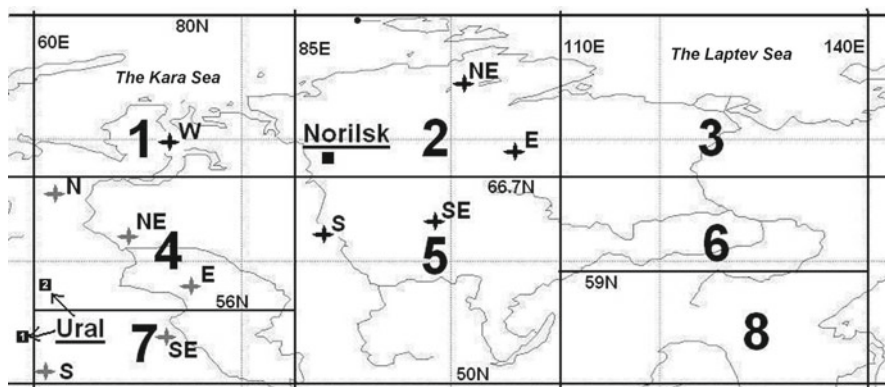 60E
80N
85E
110E
140E
The Kara Sea
The Laptev Sea
NE
1
W
Norilsk
2
E
3
N
66.7N
NE
S
SE
4
5
6
E
59N
2
56N
1
Ural
7
SE
8
S
50N